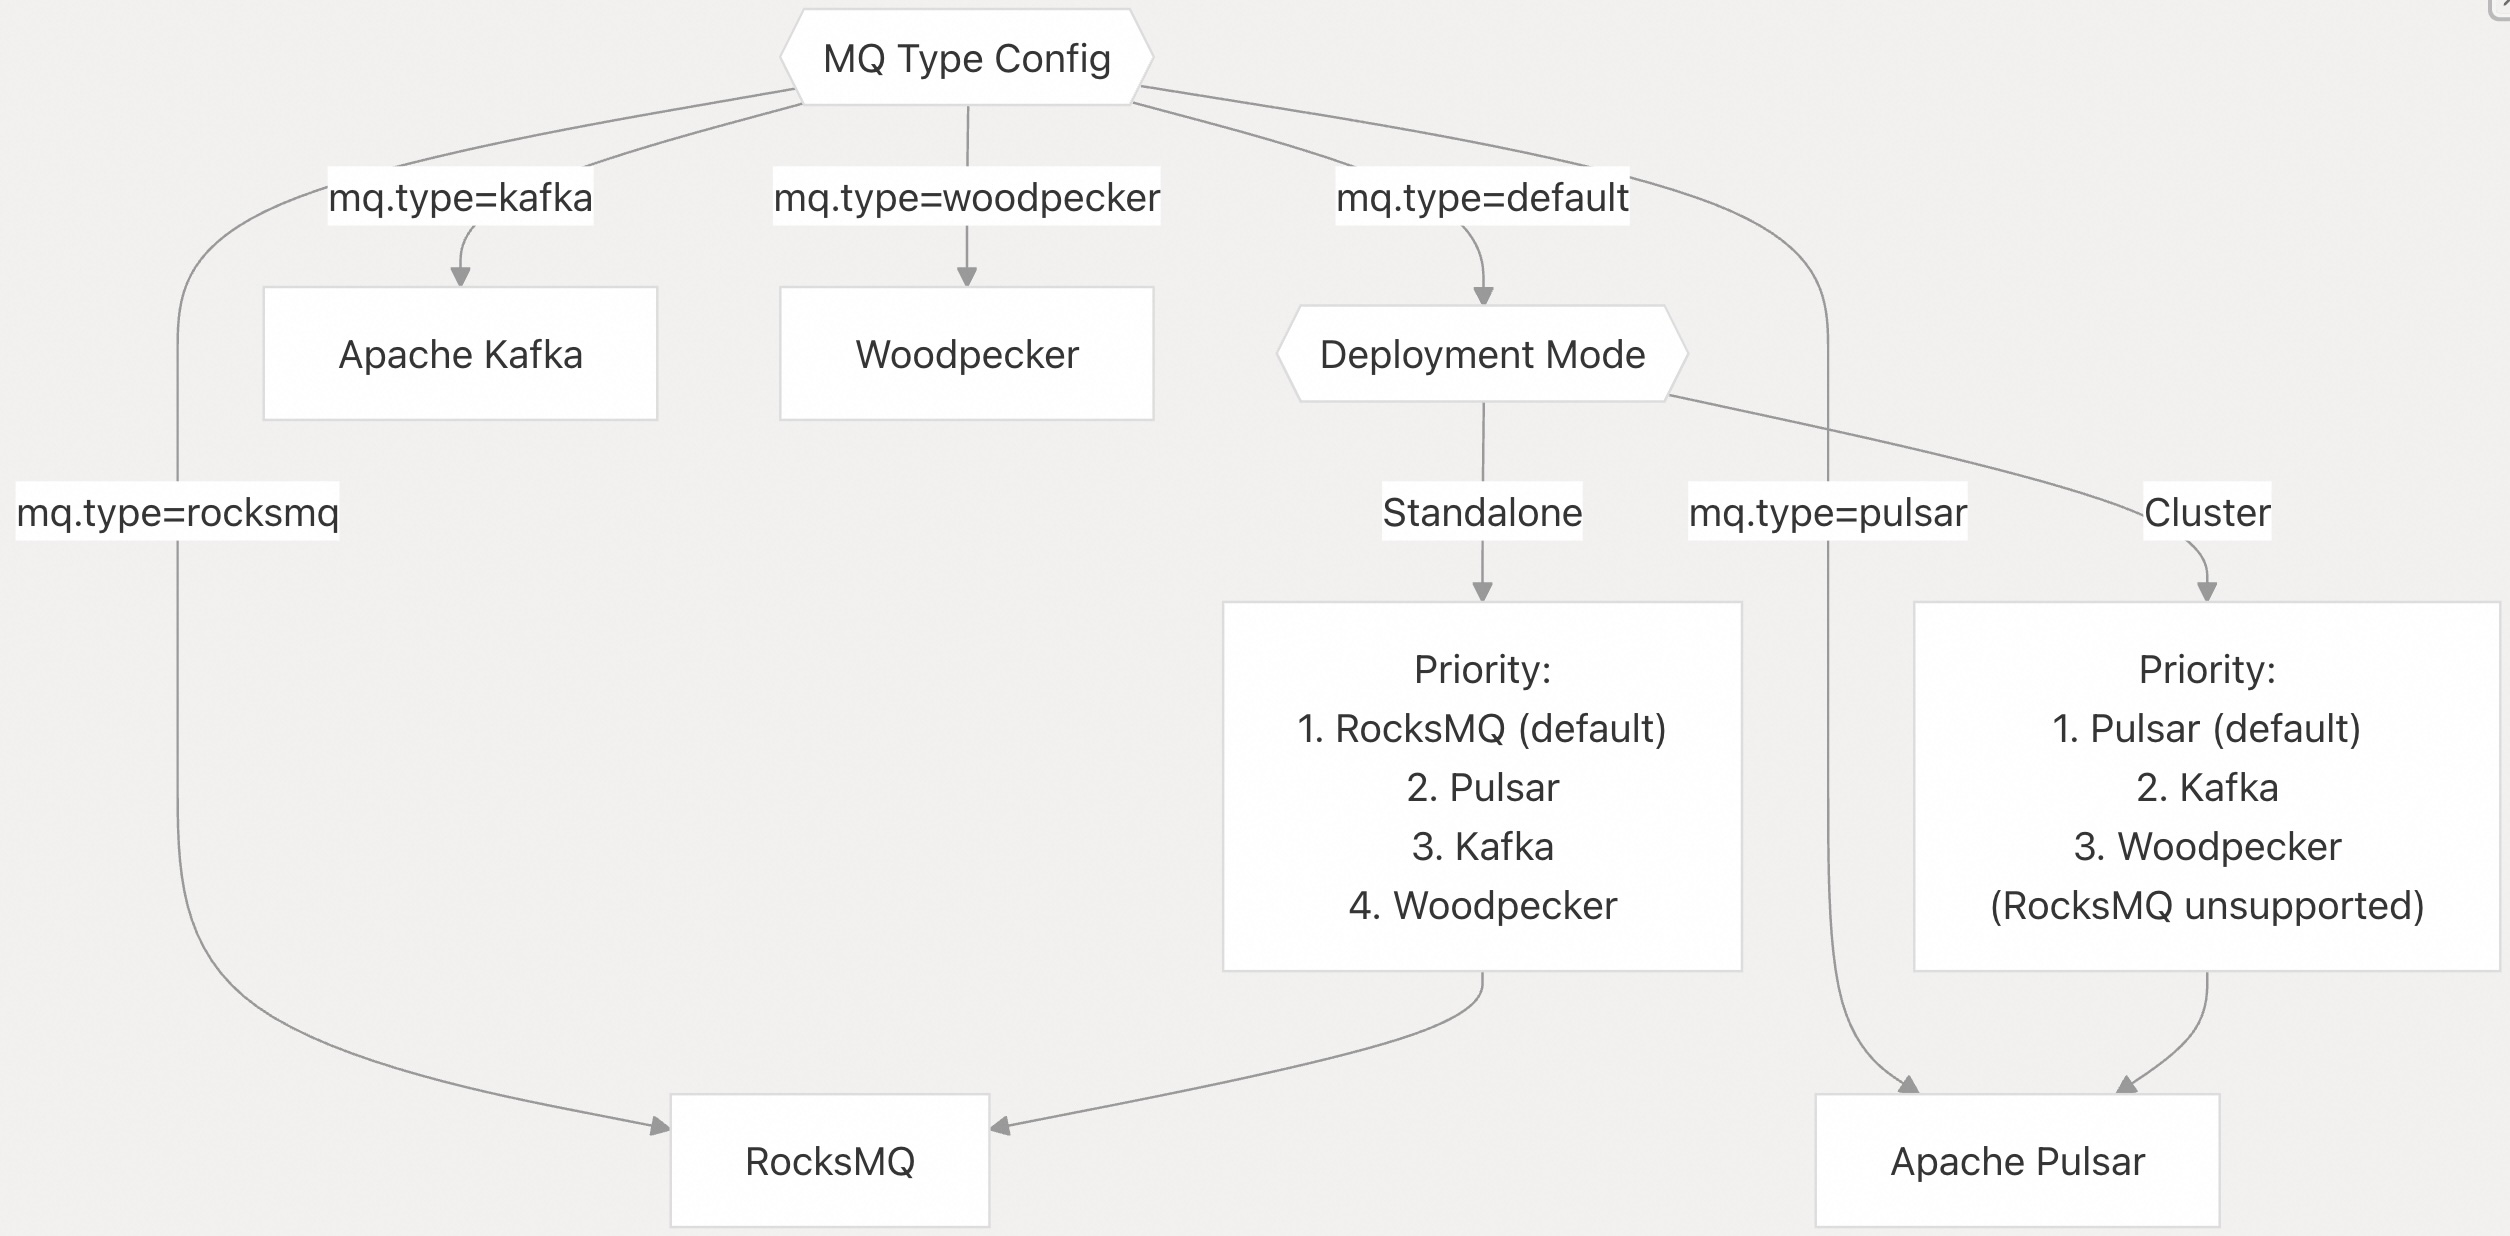 MQ Type Config
mq.type=kafka
mq.type=woodpecker
mq.type=default
Apache Kafka
Woodpecker
Deployment Mode
mq.type=rocksmq
Standalone
mq.type=pulsar
Cluster
Priority:
1. RocksMQ (default)
2. Pulsar
3. Kafka
4. Woodpecker
Priority:
1. Pulsar (default)
2. Kafka
3. Woodpecker
(RocksMQ unsupported)
RocksMQ
Apache Pulsar